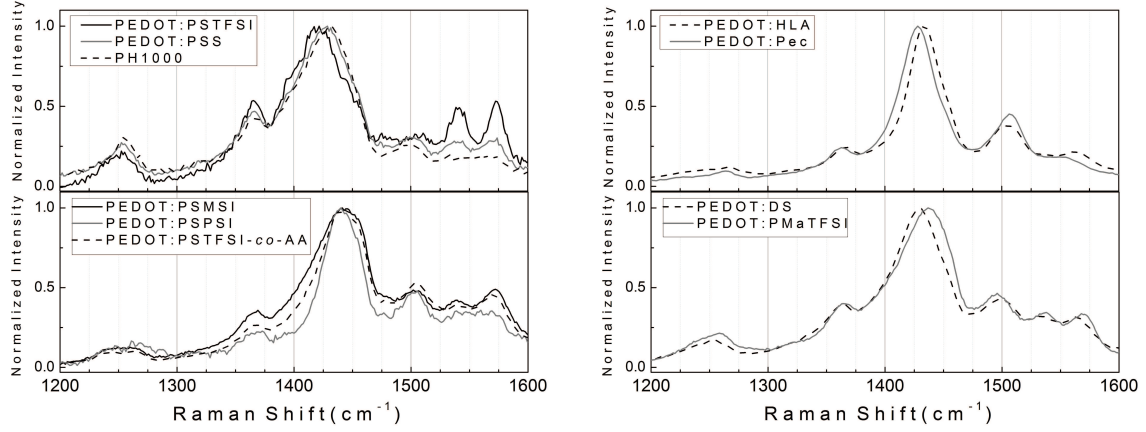 Normalized Intensity
1.0
0.5
0.0
PEDOT:PSTFSI
PEDOT:PSS
PH1000
Normalized Intensity
1.0
0.5
0.0
PEDOT:PSMSI
PEDOT:PSPSI
PEDOT:PSTFSI-co-AA
1200 1300 1400 1500 1600
Raman Shift(cm-1)
Normalized Intensity
1.0
0.5
0.0
PEDOT:HLA
PEDOT:Pec
Normalized Intensity
1.0
0.5
0.0
PEDOT:DS
PEDOT:PMaTFSI
1200 1300 1400 1500 1600
Raman Shift(cm-1)